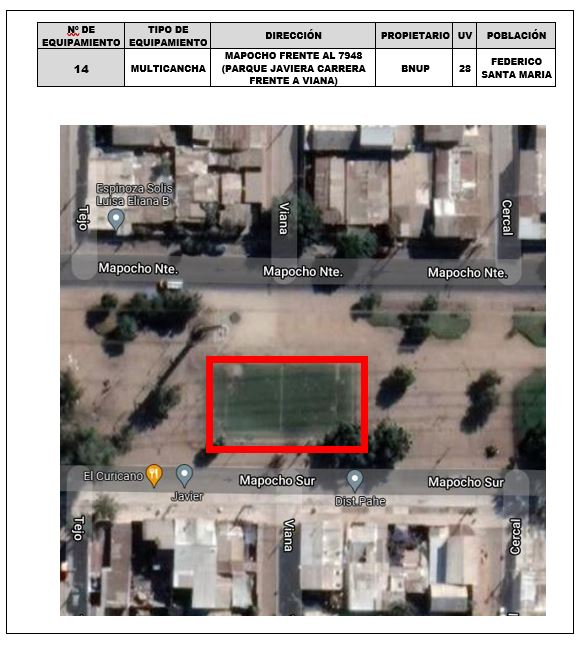 Nº DE EQUIPAMIENTO
TIPO DE EQUIPAMIENTO
DIRECCIÓN
PROPIETARIO
UV
POBLACIÓN
14
MULTICANCHA
MAPOCHO FRENTE AL 7948
(PARQUE JAVIERA CARRERA
FRENTE A VIANA)
BNUP
28
FEDERICO
SANTA MARIA
Espinoza Solis
Luisa Eliana B
Tejo
Viana
Cercal
Mapocho Nte.
Mapocho Nte.
Mapocho Nte.
El Curicano
Javier
Mapocho Sur
Dist.Pahe
Mapocho Sur
Tejo
Viana
Cercal